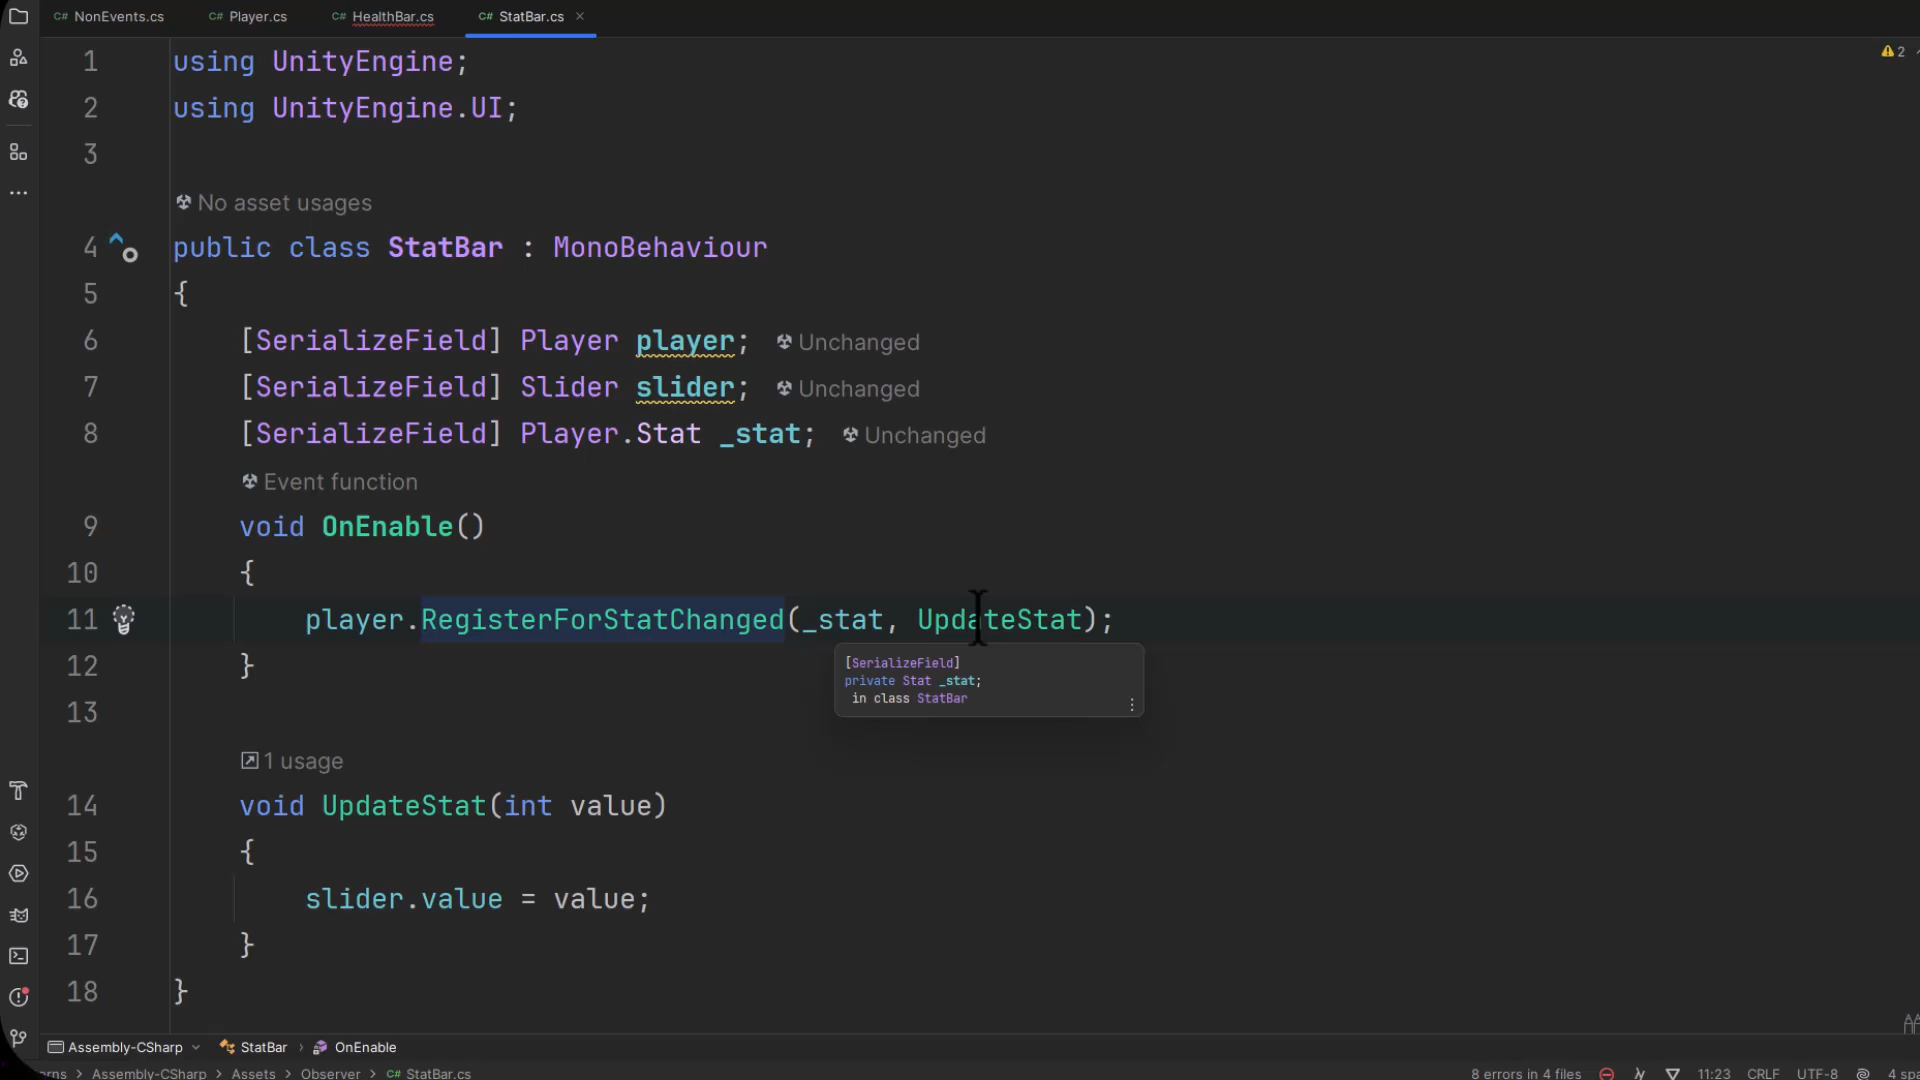 C# NonEvents.cs C# Player.cs C# HealthBar.cs C# StatBar.cs ×
1 using UnityEngine;
2 using UnityEngine.UI;
3
No asset usages
4 public class StatBar : MonoBehaviour
5 {
6 [SerializeField] Player player; Unchanged
7 [SerializeField] Slider slider; Unchanged
8 [SerializeField] Player.Stat _stat; Unchanged
Event function
9 void OnEnable()
10 {
11 player.RegisterForStatChanged(_stat, UpdateStat);
12 }
[SerializeField]
private Stat _stat;
in class StatBar
13
1 usage
14 void UpdateStat(int value)
15 {
16 slider.value = value;
17 }
18 }
2
Assembly-CSharp StatBar › OnEnable
rns › Assembly-CSharp › Assets › Observer › C# StatBar.cs 8 errors in 4 files 11:23 CRLF UTF-8 4 spa